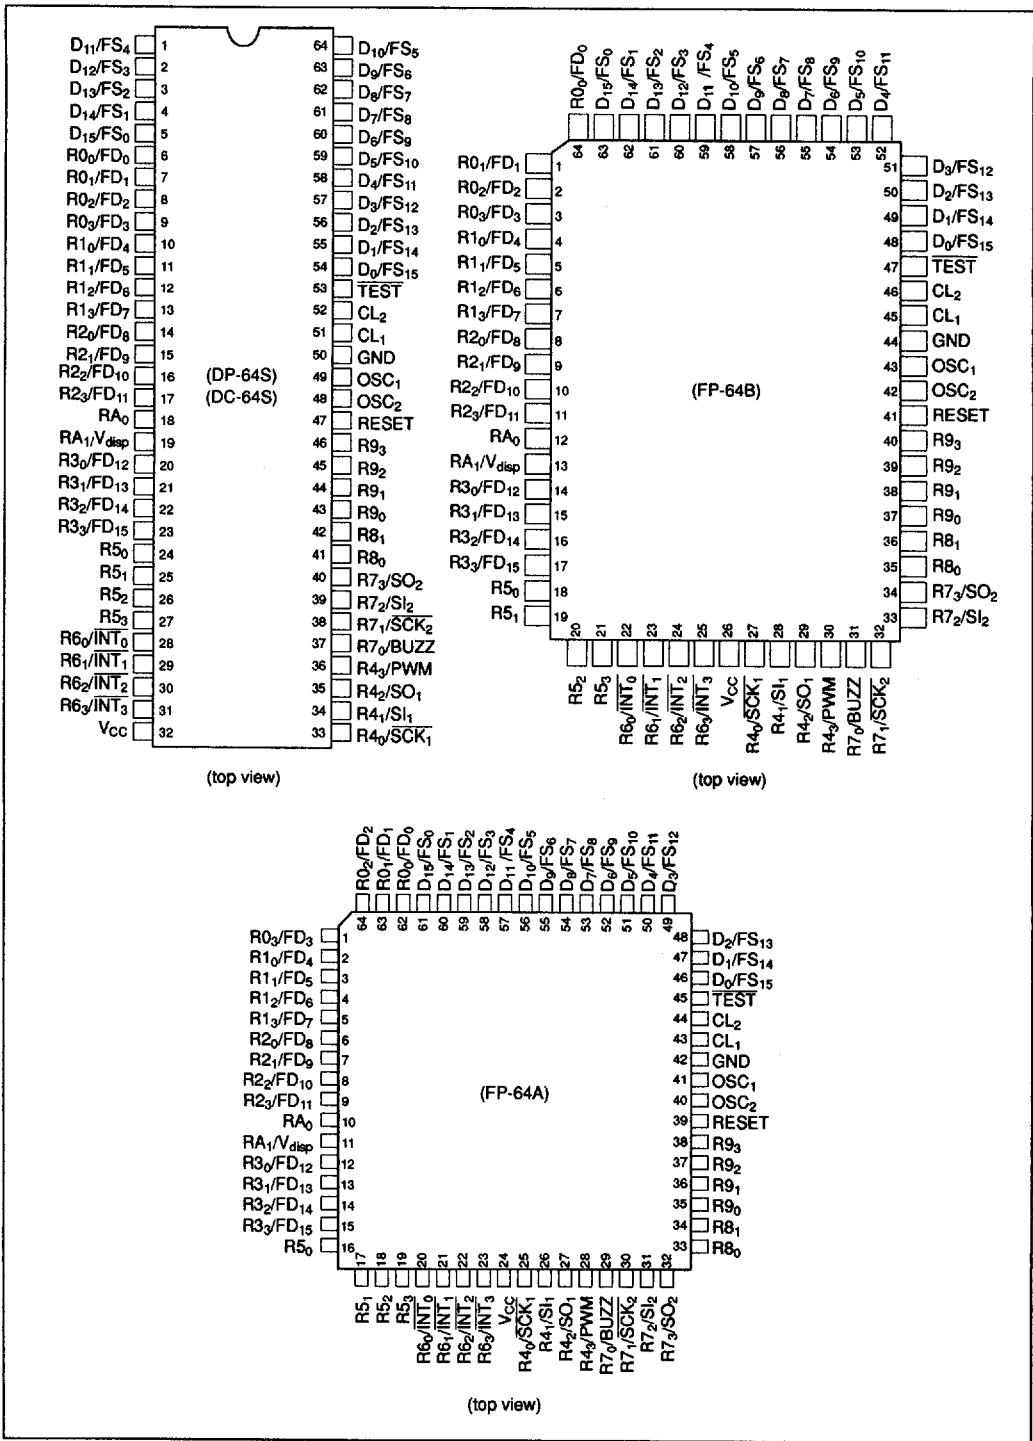 D₁₁/FS₄ 1 64 D₁₀/FS₅
D₁₂/FS₃ 2 63 D₉/FS₆
D₁₃/FS₂ 3 62 D₈/FS₇
D₁₄/FS₁ 4 61 D₇/FS₈
D₁₅/FS₀ 5 60 D₆/FS₉
R0₀/FD₀ 6 59 D₅/FS₁₀
R0₁/FD₁ 7 58 D₄/FS₁₁
R0₂/FD₂ 8 57 D₃/FS₁₂
R0₃/FD₃ 9 56 D₂/FS₁₃
R1₀/FD₄ 10 55 D₁/FS₁₄
R1₁/FD₅ 11 54 D₀/FS₁₅
R1₂/FD₆ 12 53 T̅E̅S̅T̅
R1₃/FD₇ 13 52 CL₂
R2₀/FD₈ 14 51 CL₁
R2₁/FD₉ 15 50 GND
R2₂/FD₁₀ 16 (DP-64S) 49 OSC₁
R2₃/FD₁₁ 17 (DC-64S) 48 OSC₂
RA₀ 18 47 RESET
RA₁/Vdisp 19 46 R9₃
R3₀/FD₁₂ 20 45 R9₂
R3₁/FD₁₃ 21 44 R9₁
R3₂/FD₁₄ 22 43 R9₀
R3₃/FD₁₅ 23 42 R8₁
R5₀ 24 41 R8₀
R5₁ 25 40 R7₃/SO₂
R5₂ 26 39 R7₂/SI₂
R5₃ 27 38 R7₁/S̅C̅K̅₂
R6₀/I̅N̅T̅₀ 28 37 R7₀/BUZZ
R6₁/I̅N̅T̅₁ 29 36 R4₃/PWM
R6₂/I̅N̅T̅₂ 30 35 R4₂/SO₁
R6₃/I̅N̅T̅₃ 31 34 R4₁/SI₁
VCC 32 33 R4₀/S̅C̅K̅₁
(top view)
R0₀/FD₀ D₁₅/FS₀ D₁₄/FS₁ D₁₃/FS₂ D₁₂/FS₃ D₁₁/FS₄ D₁₀/FS₅ D₉/FS₆ D₈/FS₇ D₇/FS₈ D₆/FS₉ D₅/FS₁₀ D₄/FS₁₁
64 63 62 61 60 59 58 57 56 55 54 53 52
R0₁/FD₁ 1 51 D₃/FS₁₂
R0₂/FD₂ 2 50 D₂/FS₁₃
R0₃/FD₃ 3 49 D₁/FS₁₄
R1₀/FD₄ 4 48 D₀/FS₁₅
R1₁/FD₅ 5 47 T̅E̅S̅T̅
R1₂/FD₆ 6 46 CL₂
R1₃/FD₇ 7 45 CL₁
R2₀/FD₈ 8 44 GND
R2₁/FD₉ 9 43 OSC₁
R2₂/FD₁₀ 10 (FP-64B) 42 OSC₂
R2₃/FD₁₁ 11 41 RESET
RA₀ 12 40 R9₃
RA₁/Vdisp 13 39 R9₂
R3₀/FD₁₂ 14 38 R9₁
R3₁/FD₁₃ 15 37 R9₀
R3₂/FD₁₄ 16 36 R8₁
R3₃/FD₁₅ 17 35 R8₀
R5₀ 18 34 R7₃/SO₂
R5₁ 19 33 R7₂/SI₂
20 21 22 23 24 25 26 27 28 29 30 31 32
R5₂ R5₃ R6₀/I̅N̅T̅₀ R6₁/I̅N̅T̅₁ R6₂/I̅N̅T̅₂ R6₃/I̅N̅T̅₃ VCC R4₀/S̅C̅K̅₁ R4₁/SI₁ R4₂/SO₁ R4₃/PWM R7₀/BUZZ R7₁/S̅C̅K̅₂
(top view)
R0₂/FD₂ R0₁/FD₁ R0₀/FD₀ D₁₅/FS₀ D₁₄/FS₁ D₁₃/FS₂ D₁₂/FS₃ D₁₁/FS₄ D₁₀/FS₅ D₉/FS₆ D₈/FS₇ D₇/FS₈ D₆/FS₉ D₅/FS₁₀ D₄/FS₁₁ D₃/FS₁₂
64 63 62 61 60 59 58 57 56 55 54 53 52 51 50 49
R0₃/FD₃ 1 48 D₂/FS₁₃
R1₀/FD₄ 2 47 D₁/FS₁₄
R1₁/FD₅ 3 46 D₀/FS₁₅
R1₂/FD₆ 4 45 T̅E̅S̅T̅
R1₃/FD₇ 5 44 CL₂
R2₀/FD₈ 6 43 CL₁
R2₁/FD₉ 7 42 GND
R2₂/FD₁₀ 8 (FP-64A) 41 OSC₁
R2₃/FD₁₁ 9 40 OSC₂
RA₀ 10 39 RESET
RA₁/Vdisp 11 38 R9₃
R3₀/FD₁₂ 12 37 R9₂
R3₁/FD₁₃ 13 36 R9₁
R3₂/FD₁₄ 14 35 R9₀
R3₃/FD₁₅ 15 34 R8₁
R5₀ 16 33 R8₀
17 18 19 20 21 22 23 24 25 26 27 28 29 30 31 32
R5₁ R5₂ R5₃ R6₀/I̅N̅T̅₀ R6₁/I̅N̅T̅₁ R6₂/I̅N̅T̅₂ R6₃/I̅N̅T̅₃ VCC R4₀/S̅C̅K̅₁ R4₁/SI₁ R4₂/SO₁ R4₃/PWM R7₀/BUZZ R7₁/S̅C̅K̅₂ R7₂/SI₂ R7₃/SO₂
(top view)